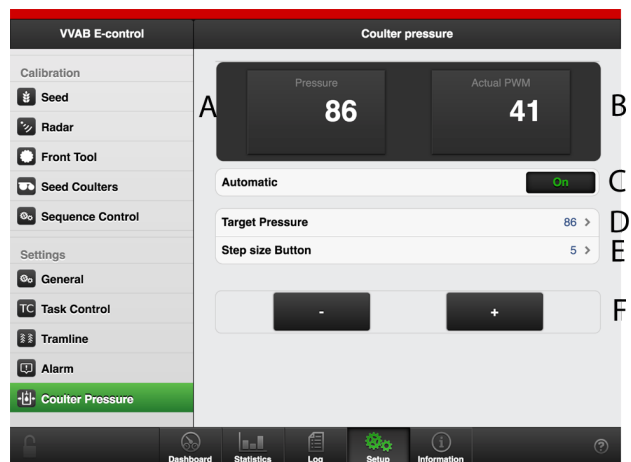 VVAB E-control
Coulter pressure
Calibration
Seed
Radar
Front Tool
Seed Coulters
Sequence Control
Settings
General
TC Task Control
Tramline
Alarm
Coulter Pressure
A
Pressure Actual PWM
86 41
B
Automatic On C
Target Pressure 86 > D
Step size Button 5 > E
- + F
Dashboard Statistics Log Setup Information
?